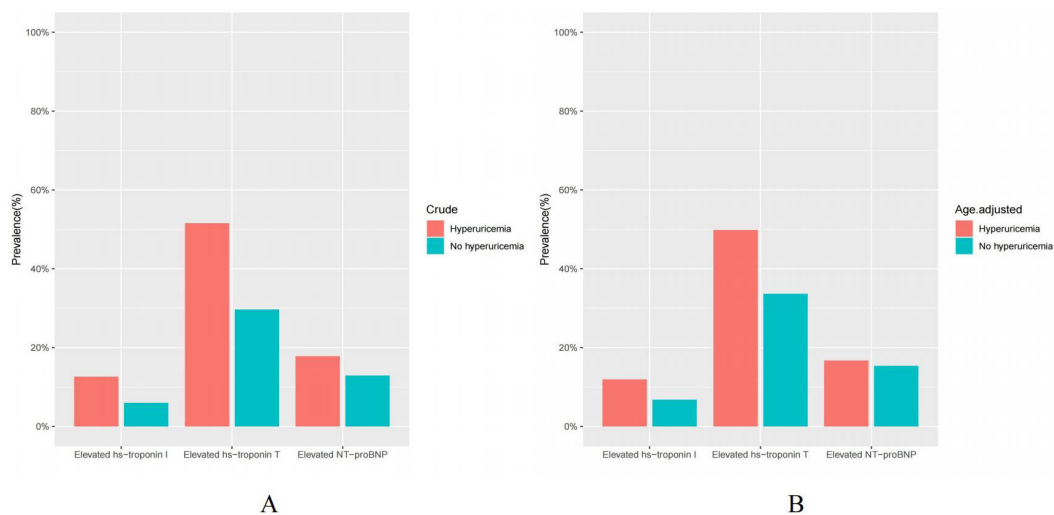 100%
80%
60%
40%
20%
0%
Prevalence(%)
Elevated hs-troponin I
Elevated hs-troponin T
Elevated NT-proBNP
Crude
Hyperuricemia
No hyperuricemia
A
100%
80%
60%
40%
20%
0%
Prevalence(%)
Elevated hs-troponin I
Elevated hs-troponin T
Elevated NT-proBNP
Age.adjusted
Hyperuricemia
No hyperuricemia
B